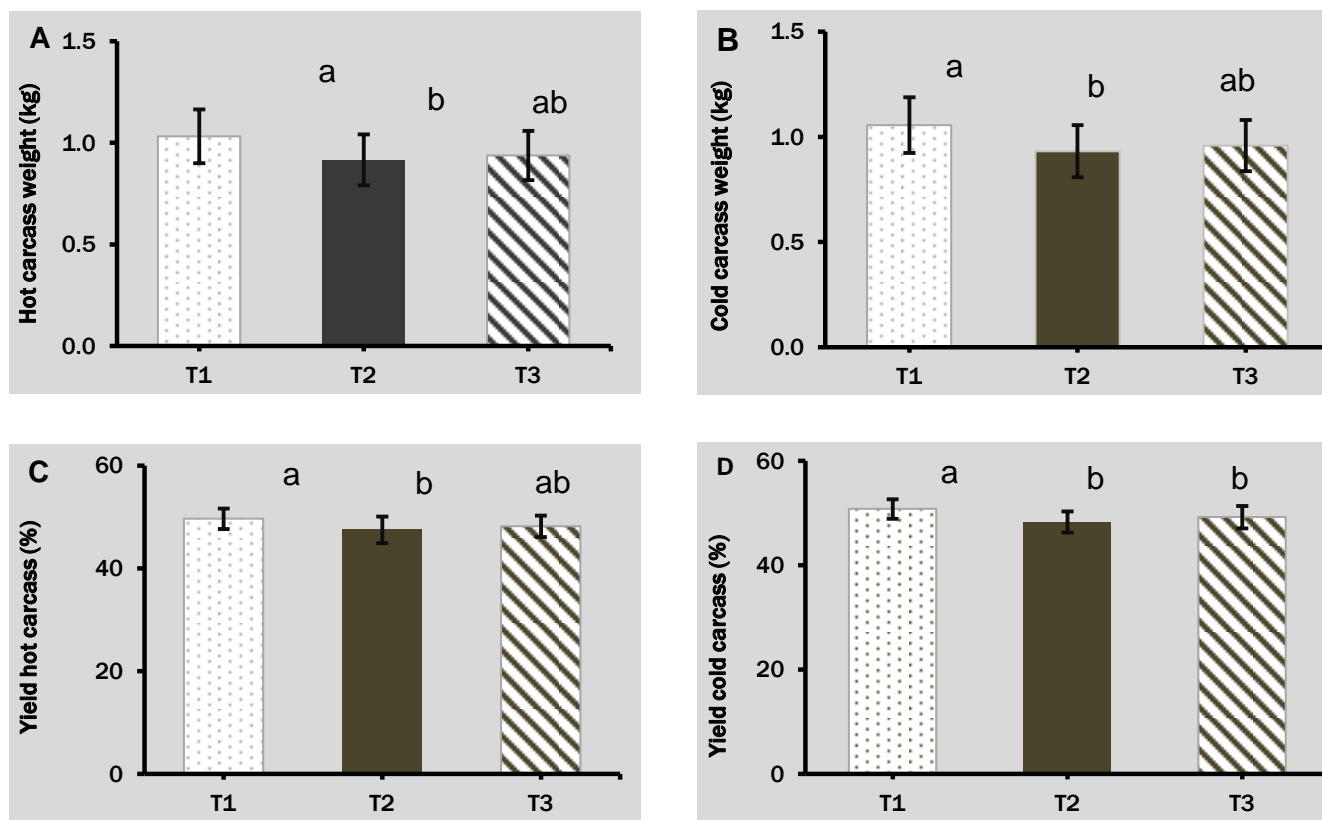 A
Hot carcass weight (kg)
1.5
1.0
0.5
0.0
a
b
ab
T1
T2
T3
B
Cold carcass weight (kg)
1.5
1.0
0.5
0.0
a
b
ab
T1
T2
T3
C
Yield hot carcass (%)
60
40
20
0
a
b
ab
T1
T2
T3
D
Yield cold carcass (%)
60
40
20
0
a
b
b
T1
T2
T3